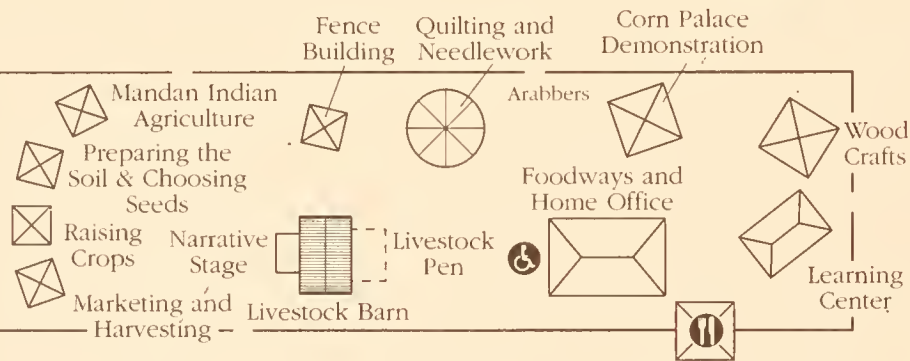 Fence
Building
Quilting and
Needlework
Corn Palace
Demonstration
Mandan Indian
Agriculture
Arabbers
Wood
Crafts
Preparing the
Soil & Choosing
Seeds
Foodways and
Home Office
Raising
Crops
Narrative
Stage
Livestock
Pen
Learning
Center
Marketing and
Harvesting
Livestock Barn